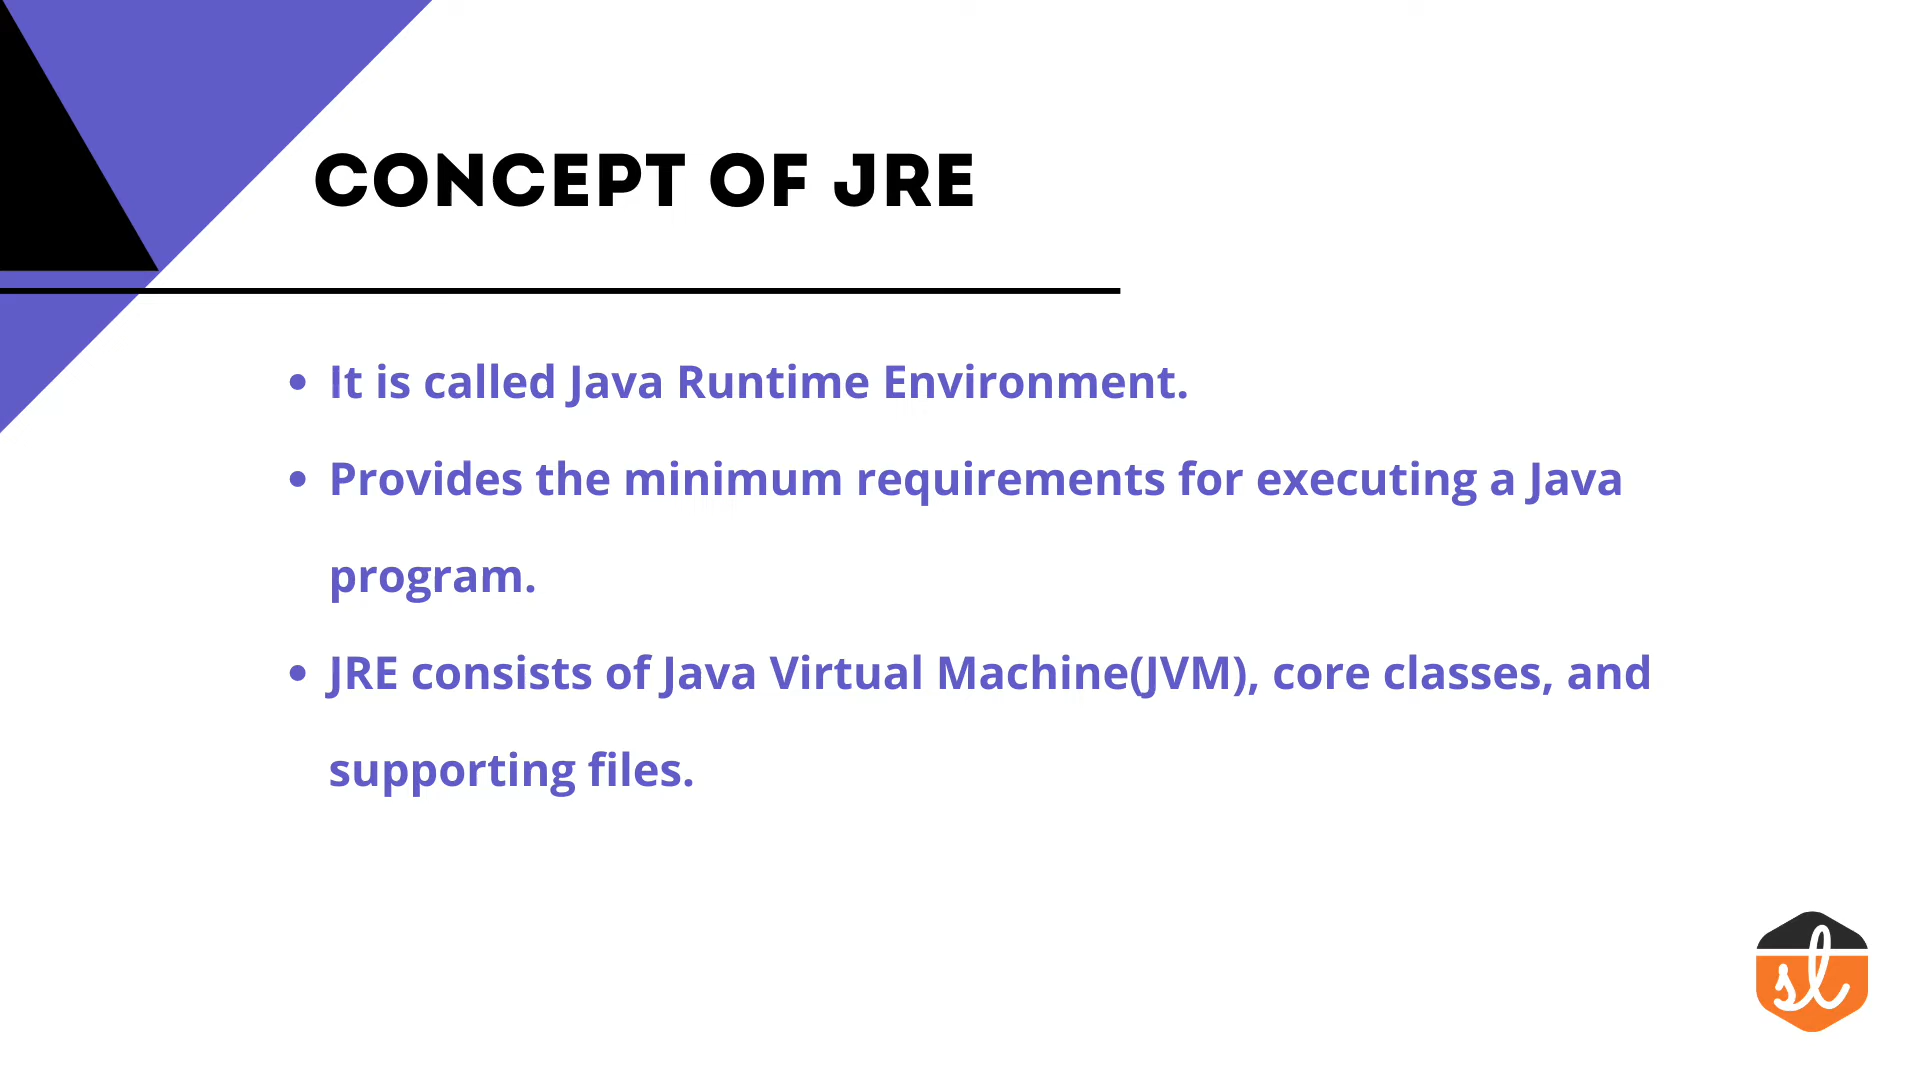 CONCEPT OF JRE
• It is called Java Runtime Environment.
• Provides the minimum requirements for executing a Java
program.
• JRE consists of Java Virtual Machine(JVM), core classes, and
supporting files.
sl